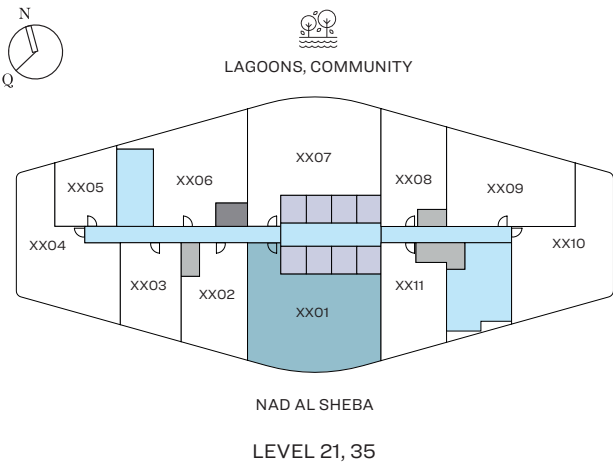 N
Q
LAGOONS, COMMUNITY
XX07
XX05
XX06
XX08
XX09
XX04
XX10
XX03
XX02
XX01
XX11
NAD AL SHEBA
LEVEL 21, 35